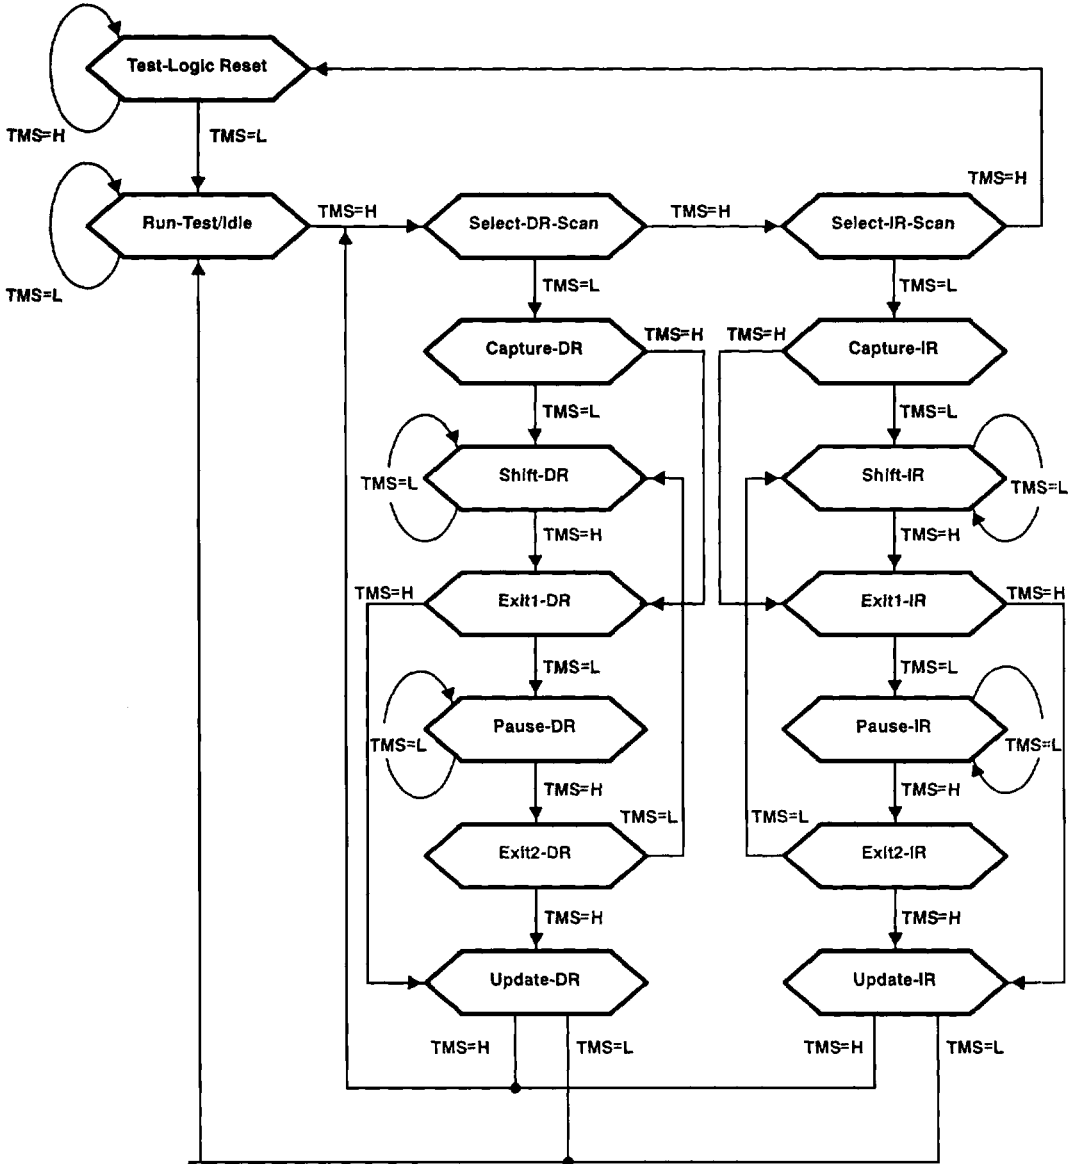 Test-Logic Reset
TMS=H
TMS=L
TMS=H
Run-Test/Idle
TMS=H
Select-DR-Scan
TMS=H
Select-IR-Scan
TMS=L
TMS=L
TMS=L
TMS=H
TMS=H
Capture-DR
Capture-IR
TMS=L
TMS=L
Shift-DR
Shift-IR
TMS=L
TMS=L
TMS=H
TMS=H
TMS=H
Exit1-DR
Exit1-IR
TMS=H
TMS=L
TMS=L
Pause-DR
Pause-IR
TMS=L
TMS=L
TMS=H
TMS=H
TMS=L
TMS=L
Exit2-DR
Exit2-IR
TMS=H
TMS=H
Update-DR
Update-IR
TMS=H
TMS=L
TMS=H
TMS=L